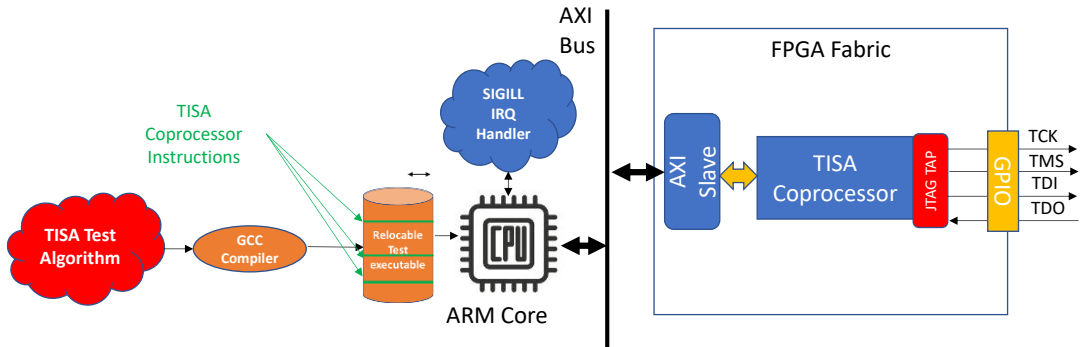 AXI
Bus
FPGA Fabric
SIGILL
IRQ
Handler
TISA
Coprocessor
Instructions
TISA Test
Algorithm
GCC
Compiler
Relocable
Test
executable
CPU
ARM Core
AXI
Slave
TISA
Coprocessor
JTAG TAP
GPIO
TCK
TMS
TDI
TDO